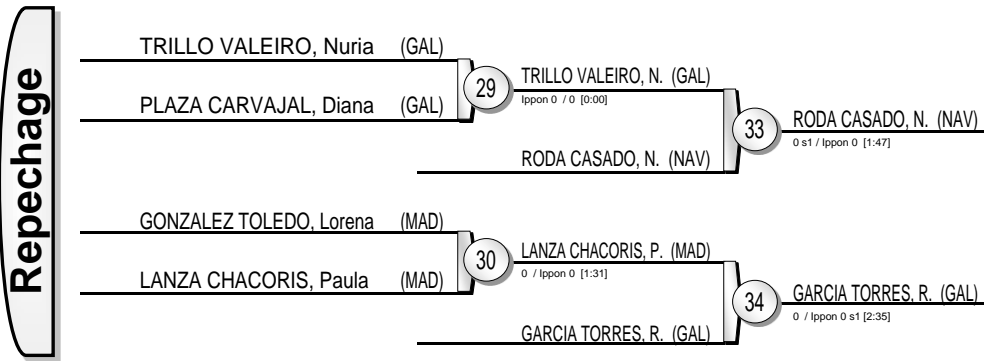 Repechage
TRILLO VALEIRO, Nuria (GAL)
29
TRILLO VALEIRO, N. (GAL)
Ippon 0 / 0 [0:00]
PLAZA CARVAJAL, Diana (GAL)
33
RODA CASADO, N. (NAV)
0 s1 / Ippon 0 [1:47]
RODA CASADO, N. (NAV)
GONZALEZ TOLEDO, Lorena (MAD)
30
LANZA CHACORIS, P. (MAD)
0 / Ippon 0 [1:31]
LANZA CHACORIS, Paula (MAD)
34
GARCIA TORRES, R. (GAL)
0 / Ippon 0 s1 [2:35]
GARCIA TORRES, R. (GAL)